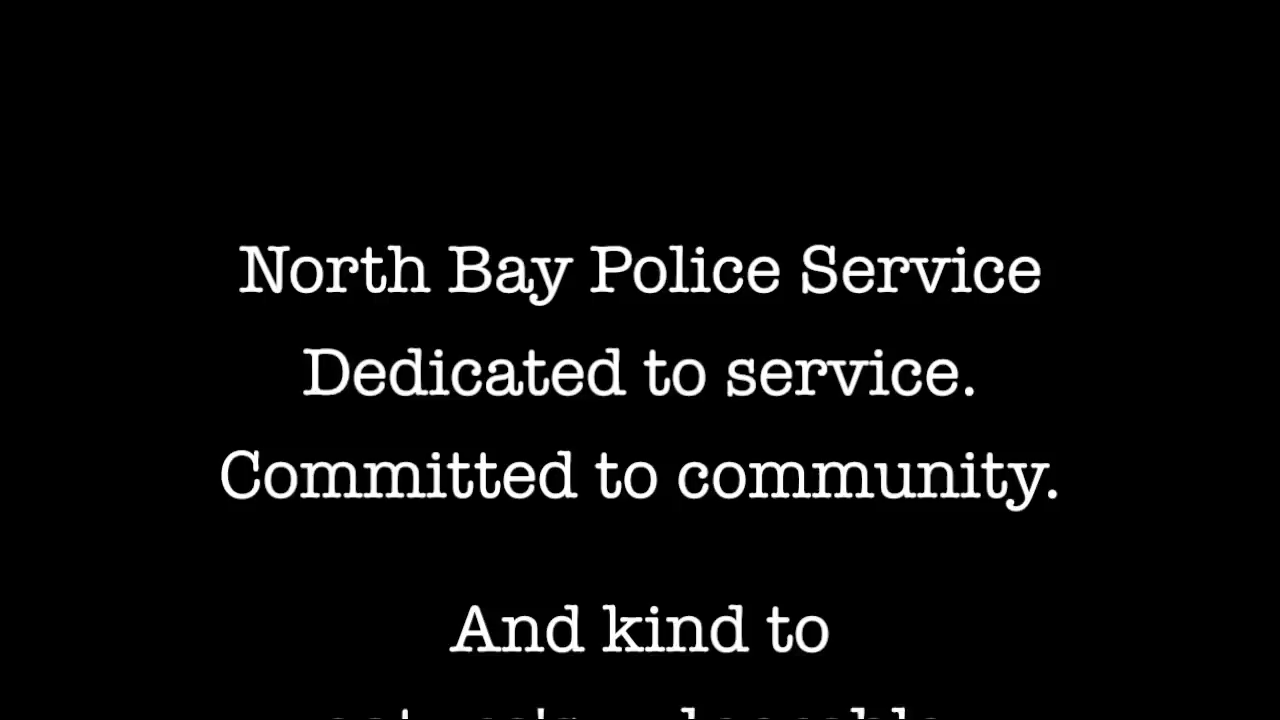 North Bay Police Service
Dedicated to service.
Committed to community.
And kind to